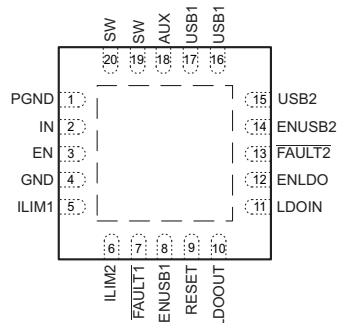 SW SW AUX USB1 USB1
20 19 18 17 16
PGND 1
IN 2
EN 3
GND 4
ILIM1 5
15 USB2
14 ENUSB2
13 FAULT2
12 ENLDO
11 LDOIN
6 7 8 9 10
ILIM2 FAULT1 ENUSB1 RESET LDOOUT